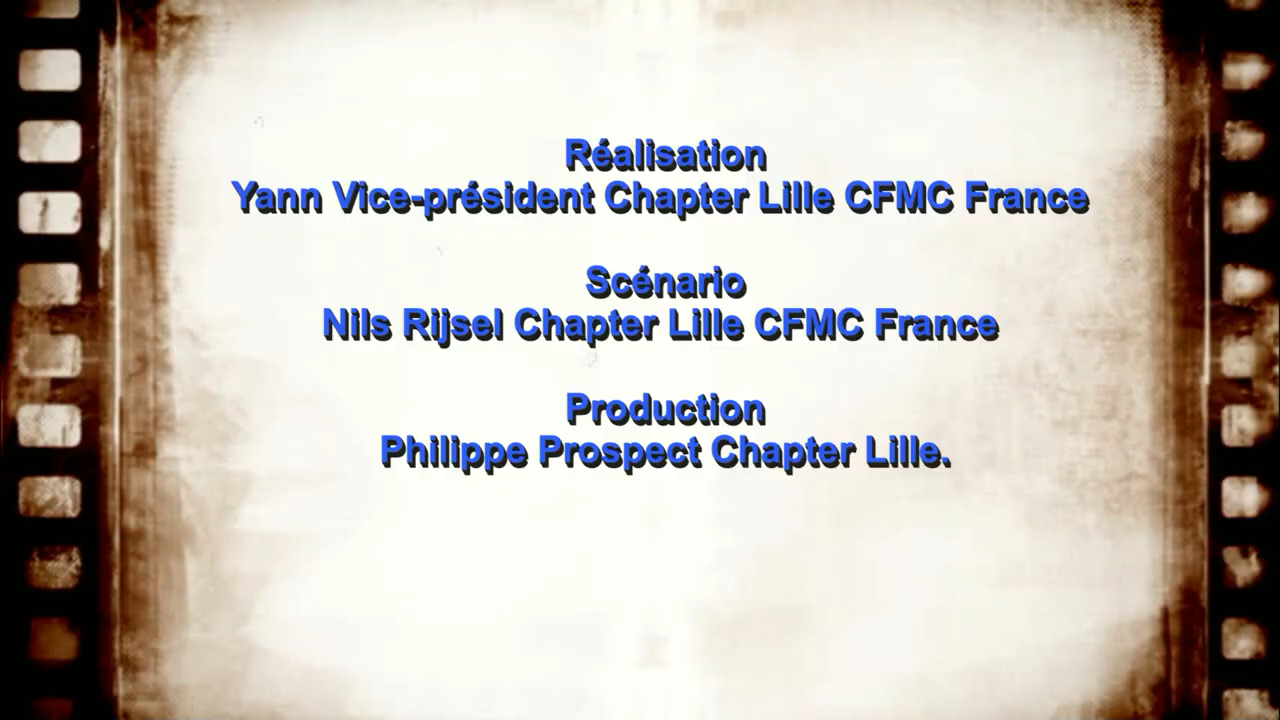 Réalisation
Yann Vice-président Chapter Lille CFMC France
Scénario
Nils Rijsel Chapter Lille CFMC France
Production
Philippe Prospect Chapter Lille.